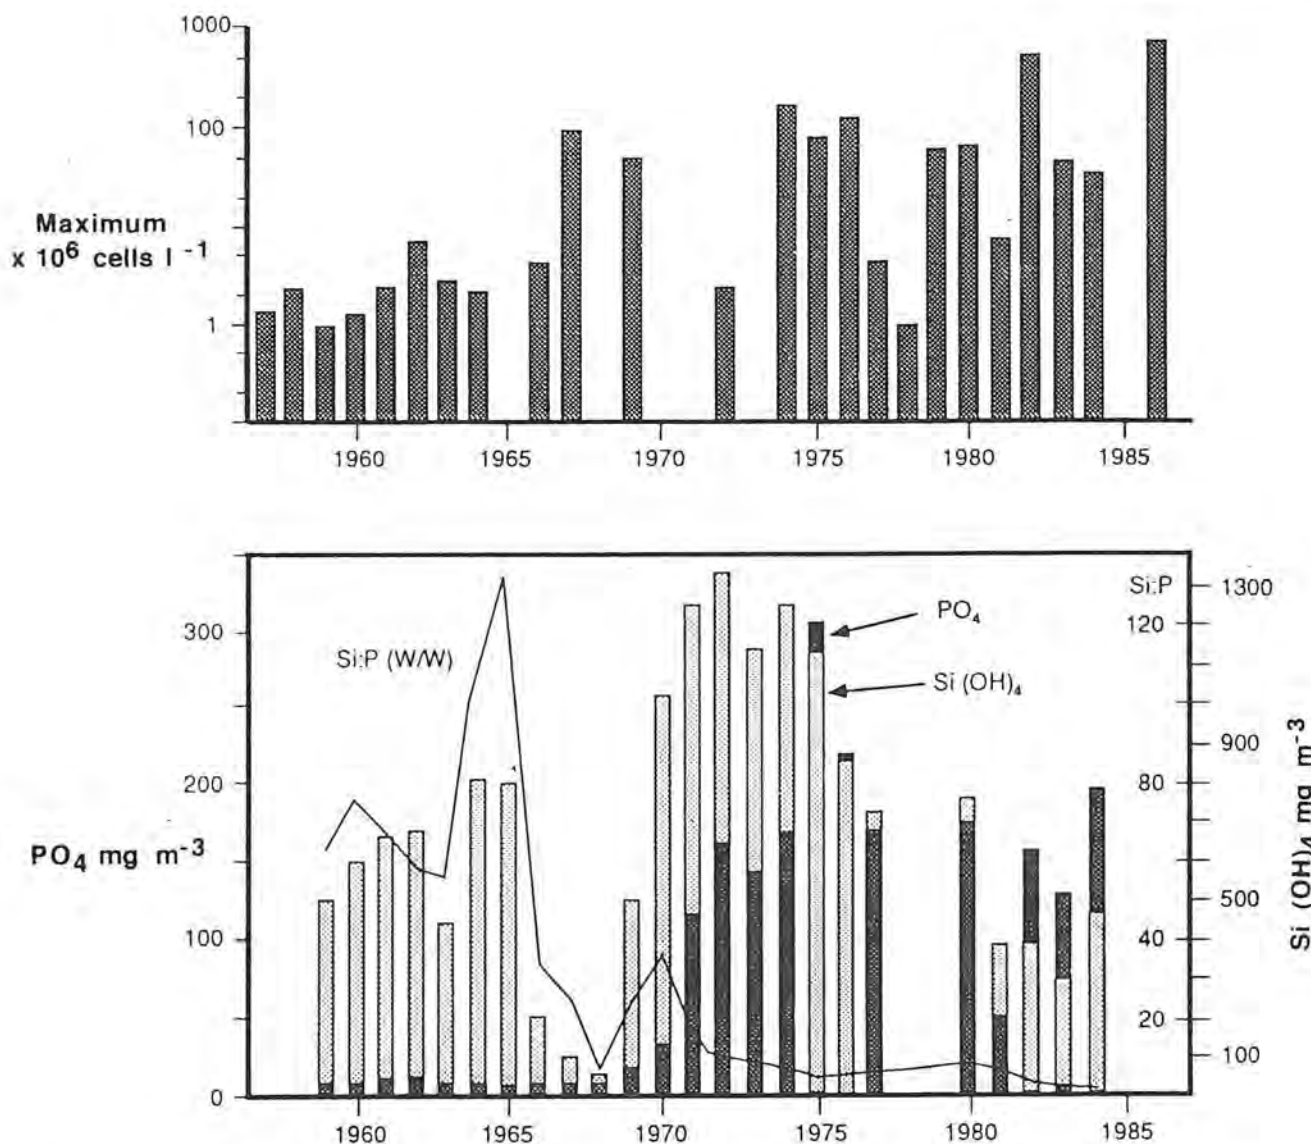 1000
100
Maximum
x 10⁶ cells l⁻¹
1
1960 1965 1970 1975 1980 1985
Si:P 1300
PO₄ 120
300
Si:P (W/W)
Si (OH)₄
900
200 80
PO₄ mg m⁻³
Si (OH)₄ mg m⁻³
500
100 40
20
100
0
1960 1965 1970 1975 1980 1985